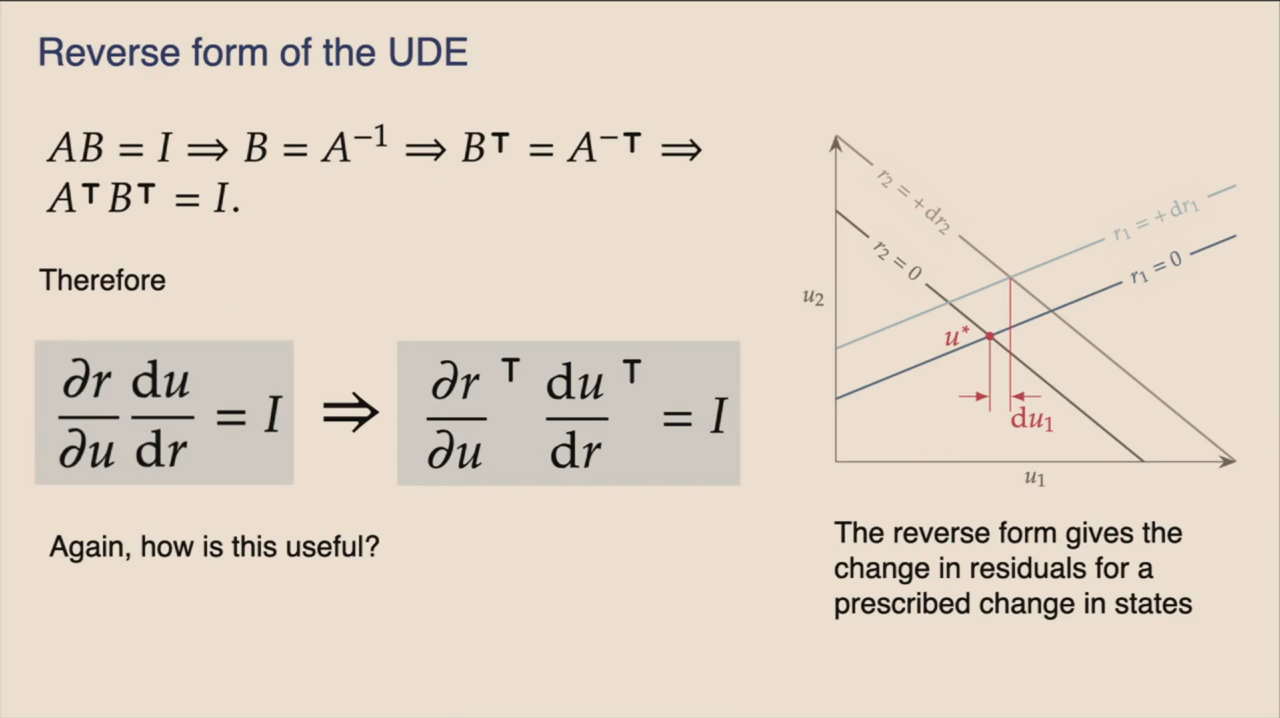 Reverse form of the UDE
AB = I ⇒ B = A⁻¹ ⇒ Bᵀ = A⁻ᵀ ⇒
AᵀBᵀ = I.
Therefore
∂r/∂u du/dr = I ⇒ ∂r/∂u ᵀ du/dr ᵀ = I
Again, how is this useful?
r₂ = +dr₂
r₁ = +dr₁
r₂ = 0
r₁ = 0
u₂
u*
du₁
u₁
The reverse form gives the
change in residuals for a
prescribed change in states